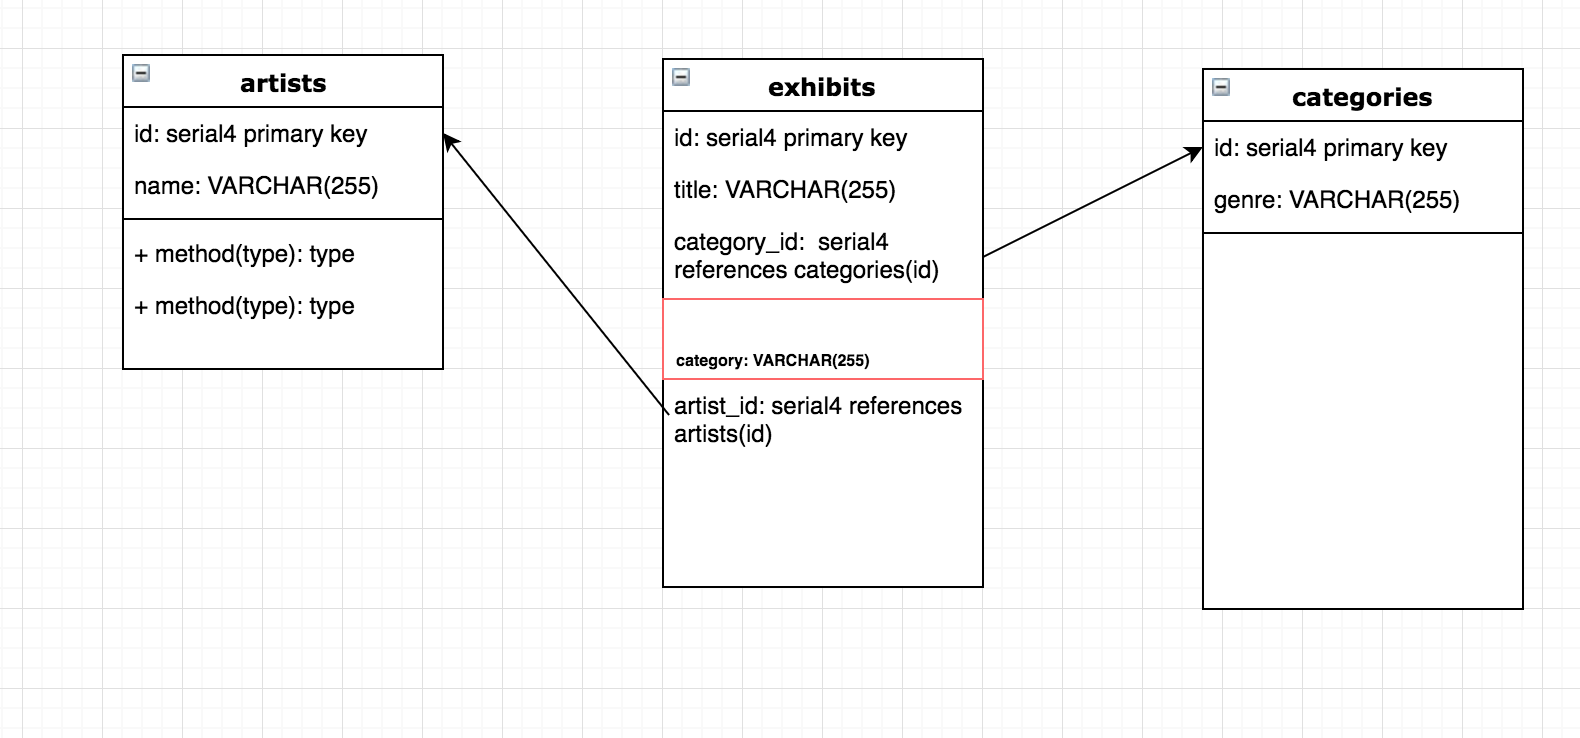 artists
id: serial4 primary key
name: VARCHAR(255)
+ method(type): type
+ method(type): type
exhibits
id: serial4 primary key
title: VARCHAR(255)
category_id:  serial4
references categories(id)
category: VARCHAR(255)
artist_id: serial4 references
artists(id)
categories
id: serial4 primary key
genre: VARCHAR(255)